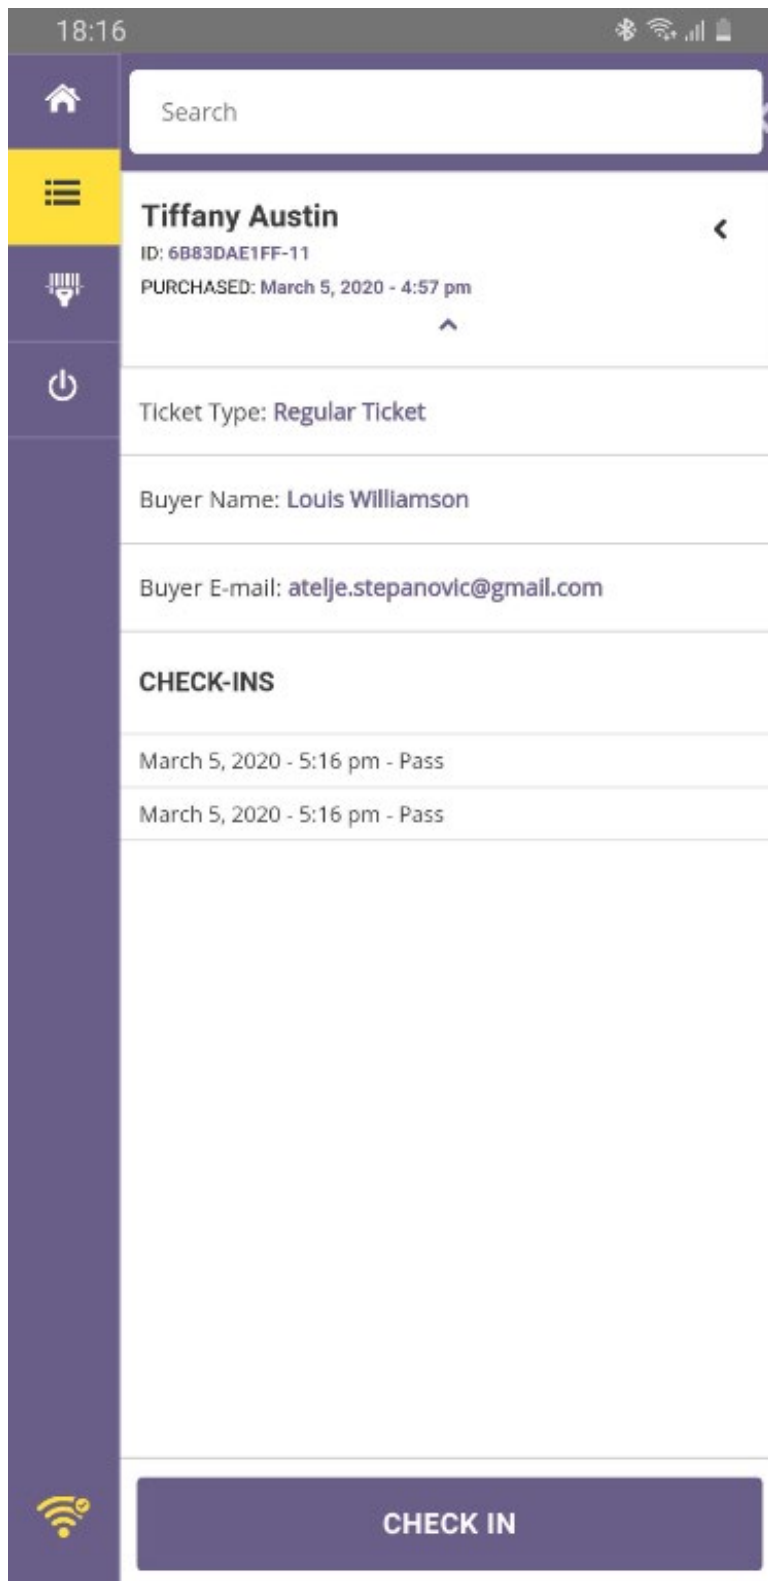 18:16
Search
Tiffany Austin
ID: 6B83DAE1FF-11
PURCHASED: March 5, 2020 - 4:57 pm
Ticket Type: Regular Ticket
Buyer Name: Louis Williamson
Buyer E-mail: atelje.stepanovic@gmail.com
CHECK-INS
March 5, 2020 - 5:16 pm - Pass
March 5, 2020 - 5:16 pm - Pass
CHECK IN